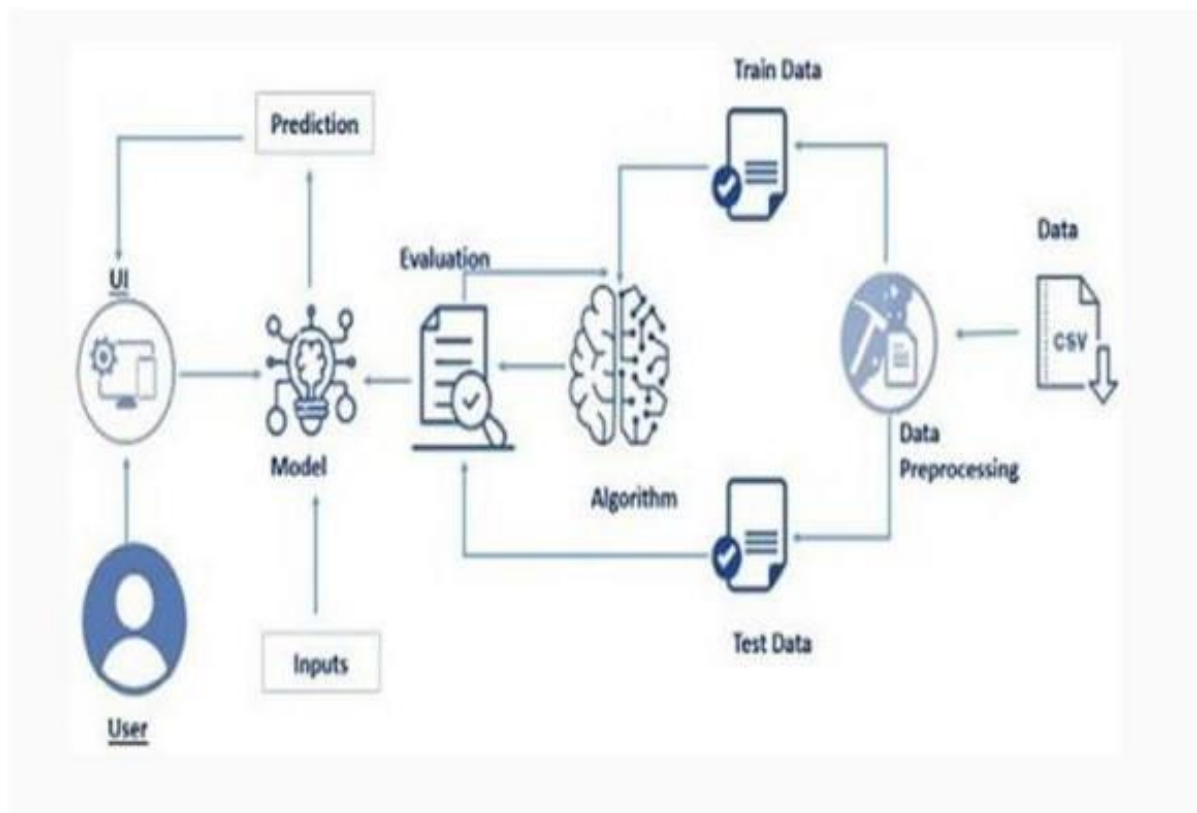 Train Data
Prediction
Data
Evaluation
UI
CSV
Data
Preprocessing
Model
Algorithm
Test Data
Inputs
User